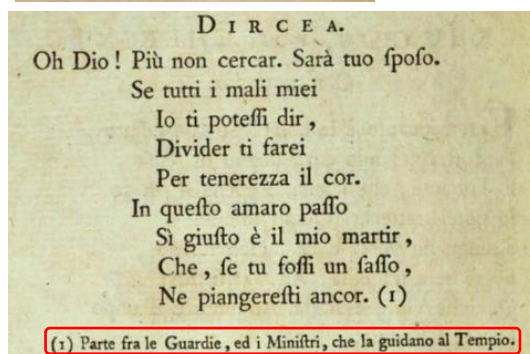 DIRCEA.
Oh Dio! Più non cercar. Sarà tuo ſpoſo.
Se tutti i mali miei
Io ti poteſſi dir,
Divider ti farei
Per tenerezza il cor.
In queſto amaro paſſo
Sì giuſto è il mio martir,
Che, ſe tu foſſi un ſaſſo,
Ne piangereſti ancor. (1)
(1) Parte fra le Guardie, ed i Miniſtri, che la guidano al Tempio.